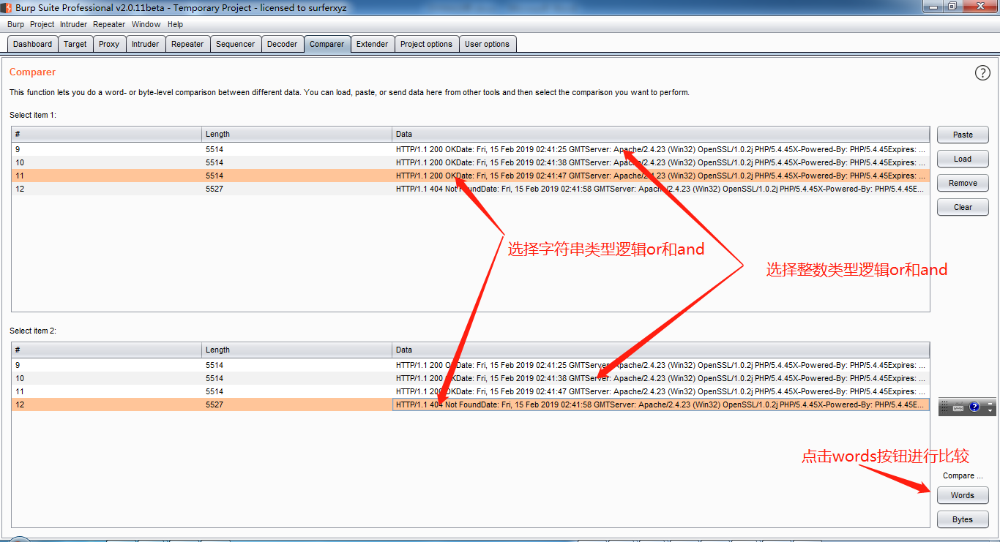 Burp Suite Professional v2.0.11beta - Temporary Project - licensed to surferxyz
Burp Project Intruder Repeater Window Help
Dashboard Target Proxy Intruder Repeater Sequencer Decoder Comparer Extender Project options User options
Comparer
?
This function lets you do a word- or byte-level comparison between different data. You can load, paste, or send data here from other tools and then select the comparison you want to perform.
Select item 1:
# Length Data
Paste
9 5514 HTTP/1.1 200 OKDate: Fri, 15 Feb 2019 02:41:25 GMTServer: Apache/2.4.23 (Win32) OpenSSL/1.0.2j PHP/5.4.45X-Powered-By: PHP/5.4.45Expires: ...
Load
10 5514 HTTP/1.1 200 OKDate: Fri, 15 Feb 2019 02:41:38 GMTServer: Apache/2.4.23 (Win32) OpenSSL/1.0.2j PHP/5.4.45X-Powered-By: PHP/5.4.45Expires: ...
11 5514 HTTP/1.1 200 OKDate: Fri, 15 Feb 2019 02:41:47 GMTServer: Apache/2.4.23 (Win32) OpenSSL/1.0.2j PHP/5.4.45X-Powered-By: PHP/5.4.45Expires: ...
Remove
12 5527 HTTP/1.1 404 Not FoundDate: Fri, 15 Feb 2019 02:41:58 GMTServer: Apache/2.4.23 (Win32) OpenSSL/1.0.2j PHP/5.4.45X-Powered-By: PHP/5.4.45E...
Clear
选择字符串类型逻辑or和and
选择整数类型逻辑or和and
Select item 2:
# Length Data
9 5514 HTTP/1.1 200 OKDate: Fri, 15 Feb 2019 02:41:25 GMTServer: Apache/2.4.23 (Win32) OpenSSL/1.0.2j PHP/5.4.45X-Powered-By: PHP/5.4.45Expires: ...
10 5514 HTTP/1.1 200 OKDate: Fri, 15 Feb 2019 02:41:38 GMTServer: Apache/2.4.23 (Win32) OpenSSL/1.0.2j PHP/5.4.45X-Powered-By: PHP/5.4.45Expires: ...
11 5514 HTTP/1.1 200 OKDate: Fri, 15 Feb 2019 02:41:47 GMTServer: Apache/2.4.23 (Win32) OpenSSL/1.0.2j PHP/5.4.45X-Powered-By: PHP/5.4.45Expires: ...
12 5527 HTTP/1.1 404 Not FoundDate: Fri, 15 Feb 2019 02:41:58 GMTServer: Apache/2.4.23 (Win32) OpenSSL/1.0.2j PHP/5.4.45X-Powered-By: PHP/5.4.45E...
?
点击words按钮进行比较
Compare ...
Words
Bytes